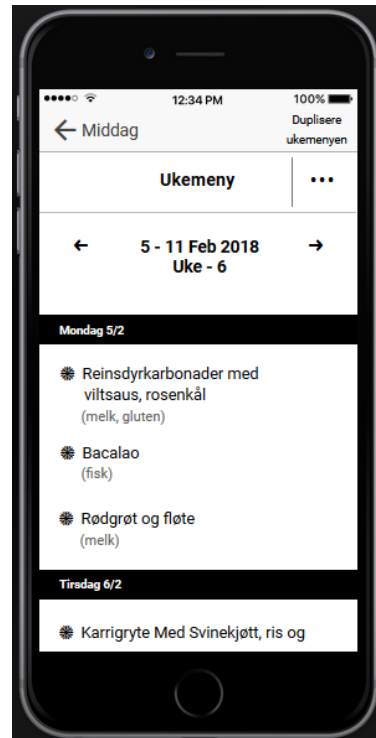 12:34 PM
100%
← Middag
Duplisere
ukemenyen
Ukemeny
•••
← 5 - 11 Feb 2018 →
Uke - 6
Mondag 5/2
Reinsdyrkarbonader med
viltsaus, rosenkål
(melk, gluten)
Bacalao
(fisk)
Rødgrøt og fløte
(melk)
Tirsdag 6/2
Karrigryte Med Svinekjøtt, ris og